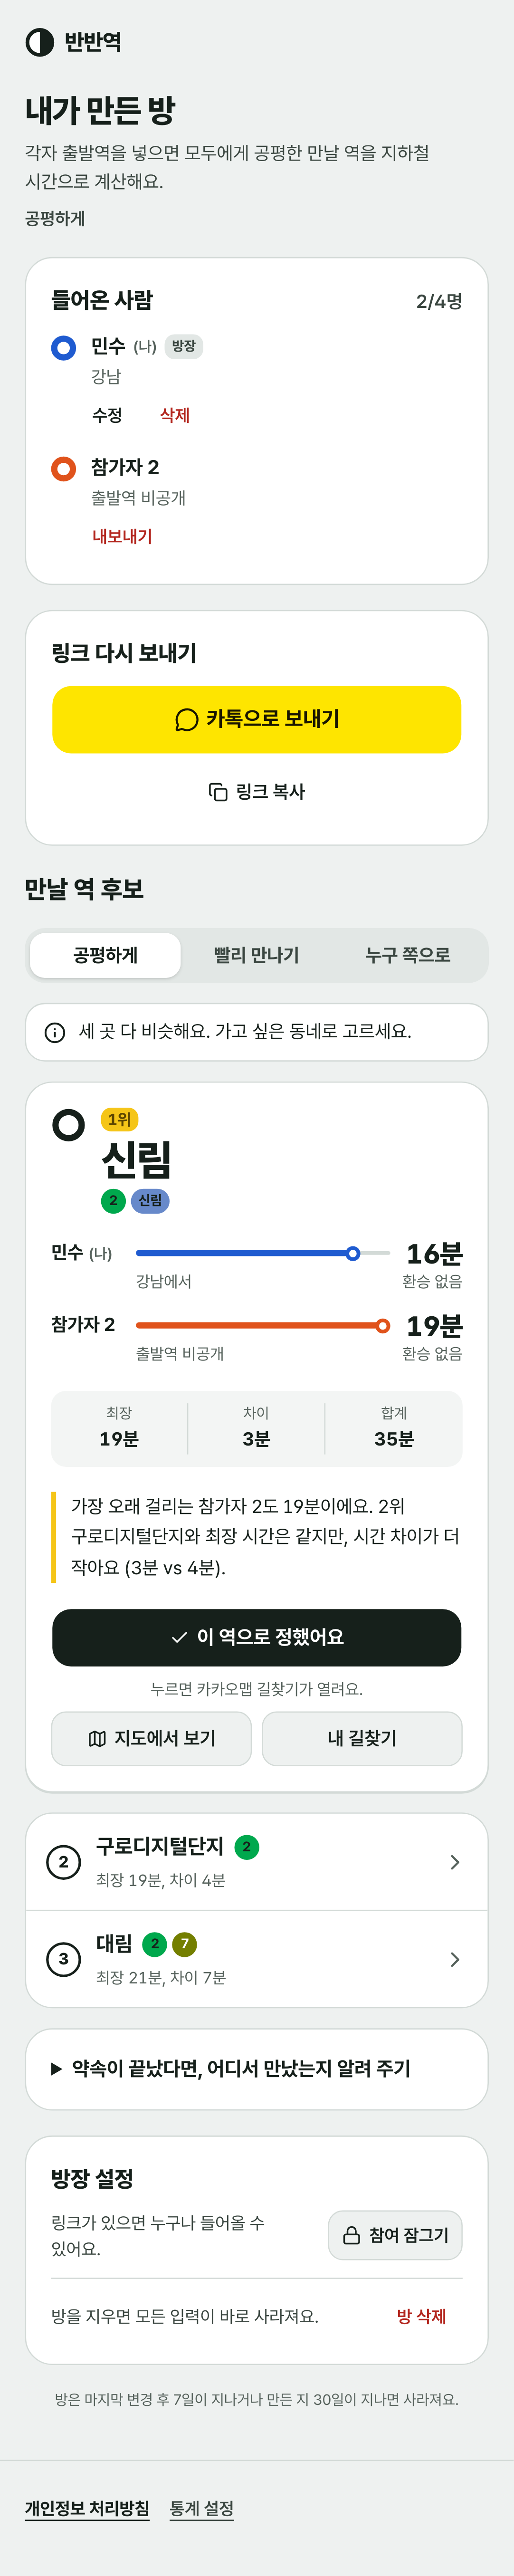 반반역
내가 만든 방
각자 출발역을 넣으면 모두에게 공평한 만날 역을 지하철
시간으로 계산해요.
공평하게
들어온 사람
2/4명
민수 (나) 방장
강남
수정 삭제
참가자 2
출발역 비공개
내보내기
링크 다시 보내기
카톡으로 보내기
링크 복사
만날 역 후보
공평하게 빨리 만나기 누구 쪽으로
세 곳 다 비슷해요. 가고 싶은 동네로 고르세요.
1위
신림
2 신림
민수 (나) 16분
강남에서 환승 없음
참가자 2 19분
출발역 비공개 환승 없음
최장 차이 합계
19분 3분 35분
가장 오래 걸리는 참가자 2도 19분이에요. 2위
구로디지털단지와 최장 시간은 같지만, 시간 차이가 더
작아요 (3분 vs 4분).
이 역으로 정했어요
누르면 카카오맵 길찾기가 열려요.
지도에서 보기 내 길찾기
2 구로디지털단지 2
최장 19분, 차이 4분
3 대림 2 7
최장 21분, 차이 7분
약속이 끝났다면, 어디서 만났는지 알려 주기
방장 설정
링크가 있으면 누구나 들어올 수
있어요.
참여 잠그기
방을 지우면 모든 입력이 바로 사라져요. 방 삭제
방은 마지막 변경 후 7일이 지나거나 만든 지 30일이 지나면 사라져요.
개인정보 처리방침 통계 설정